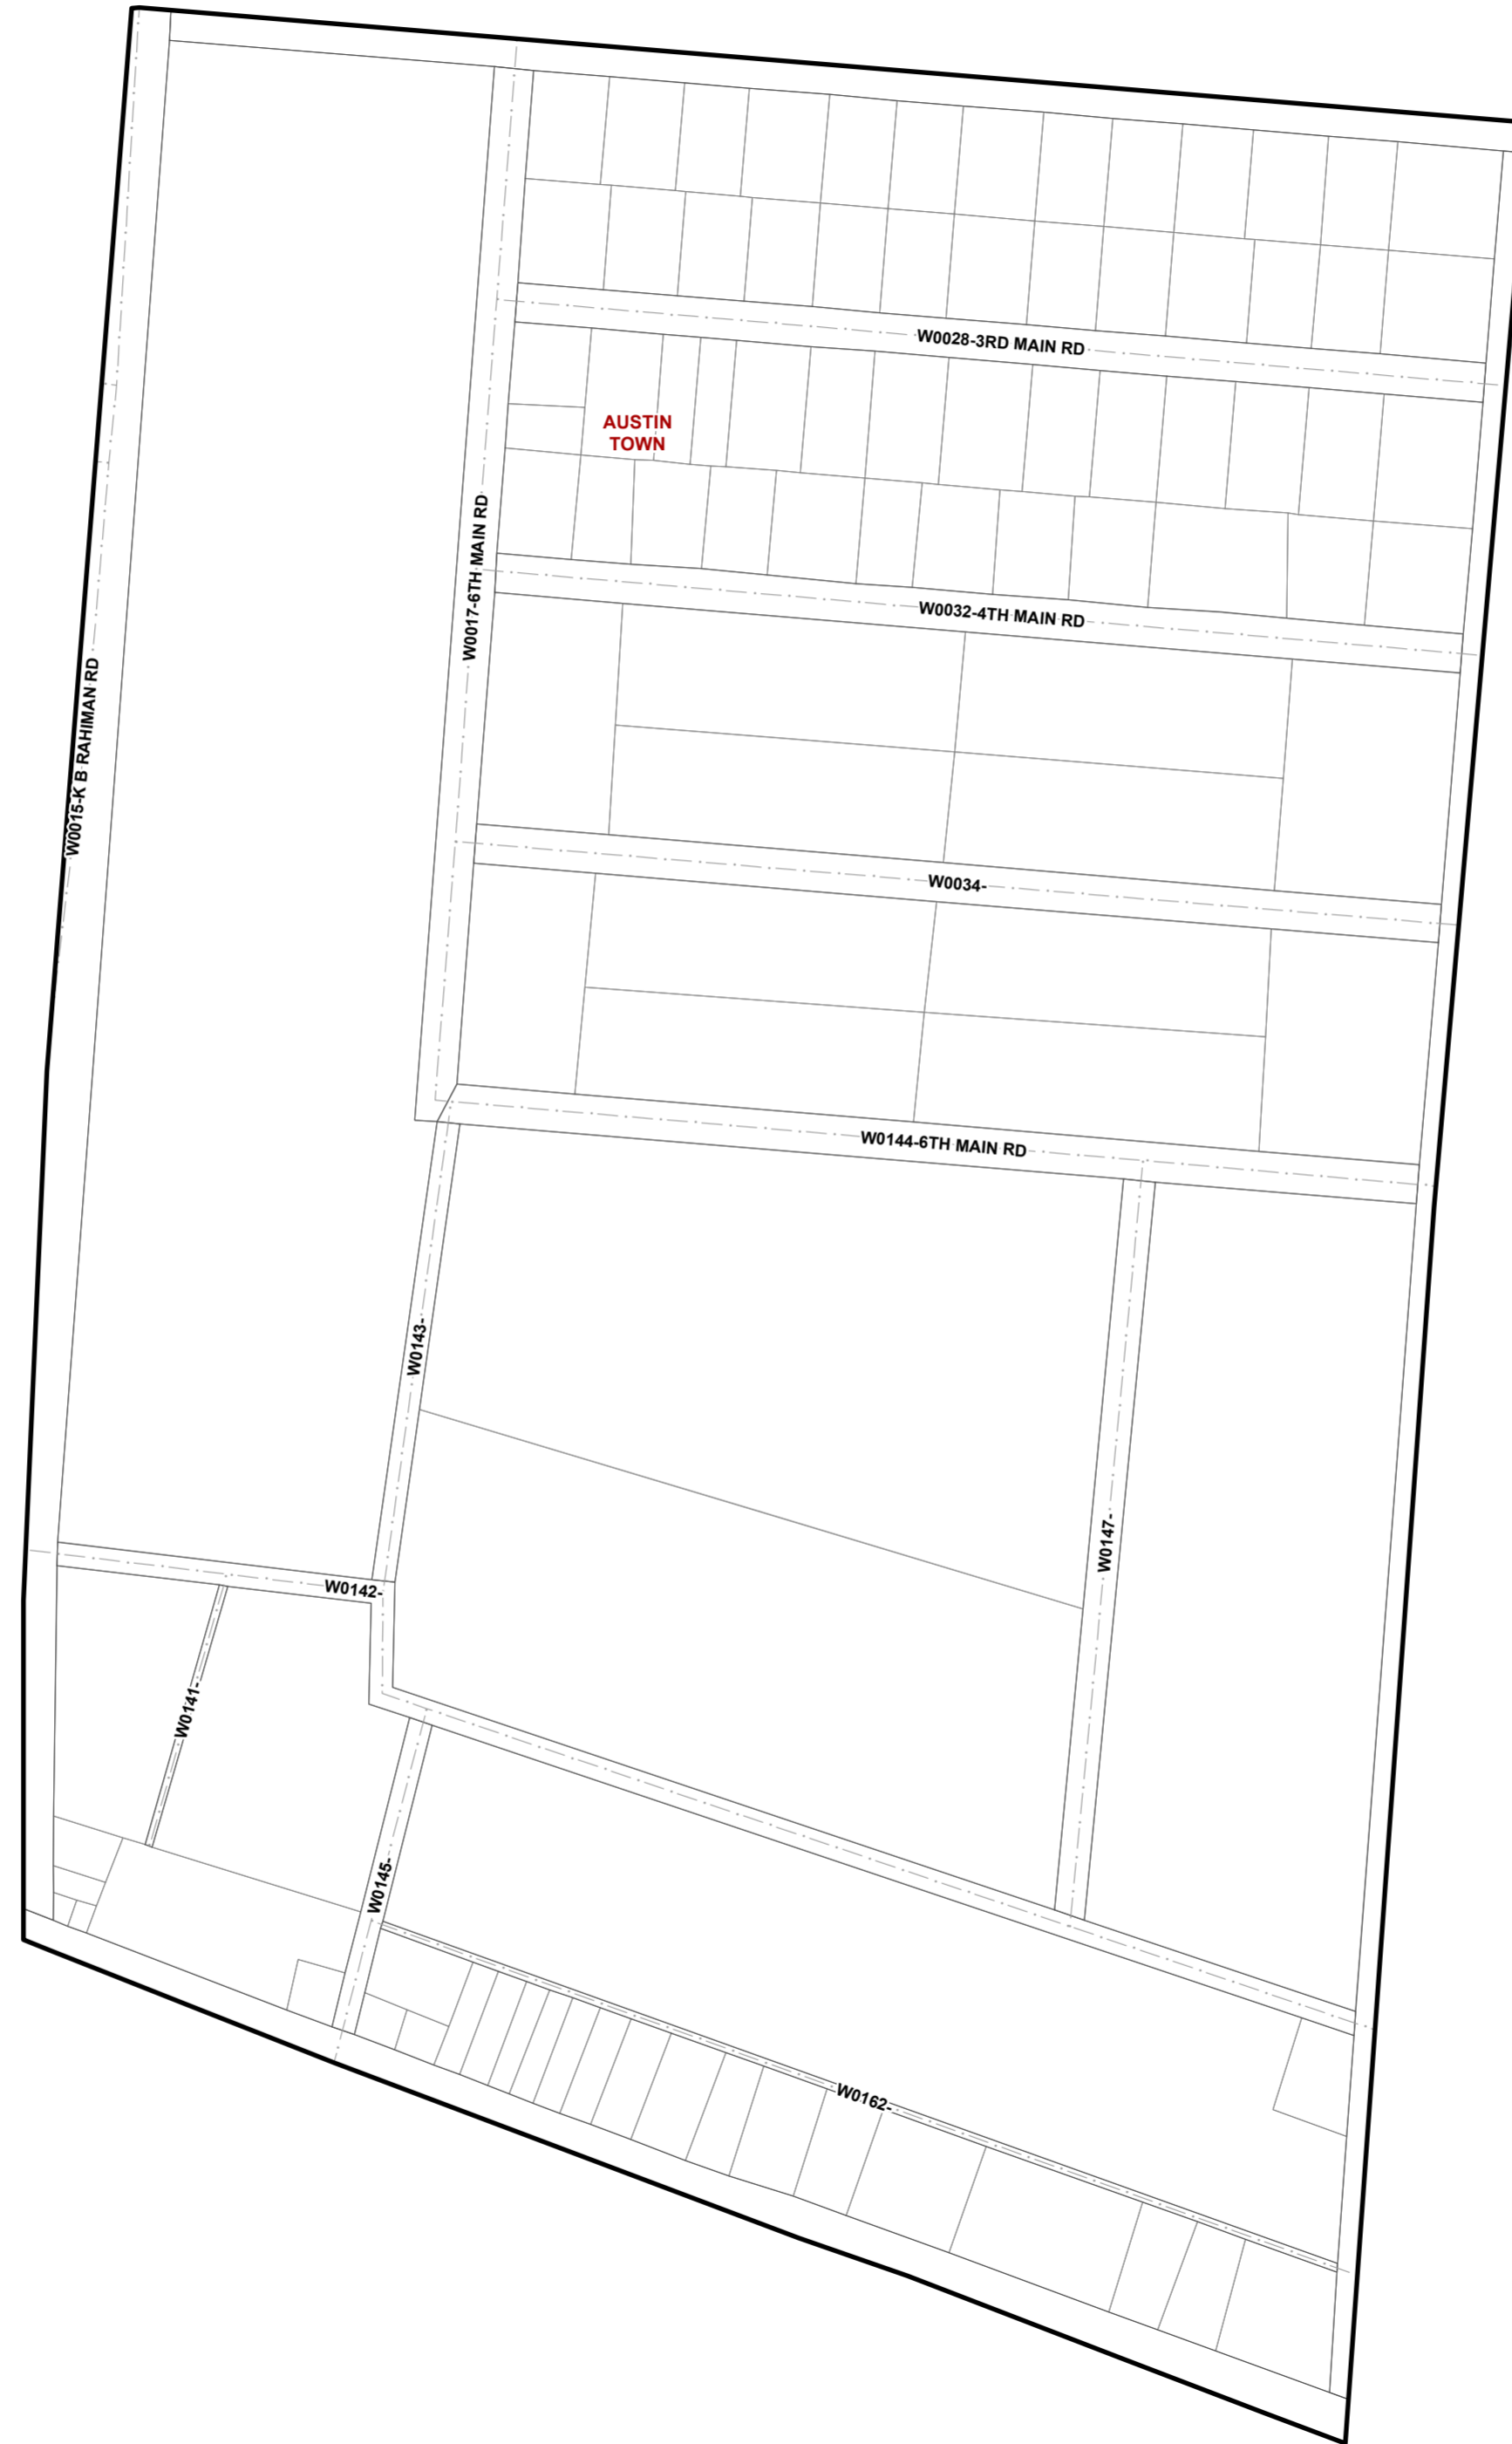 W0028-3RD MAIN RD
AUSTIN
TOWN
W0017-6TH MAIN RD
W0032-4TH MAIN RD
W0015-K B RAHIMAN RD
W0034-
W0144-6TH MAIN RD
W0143-
W0147-
W0142-
W0141-
W0145-
W0162-